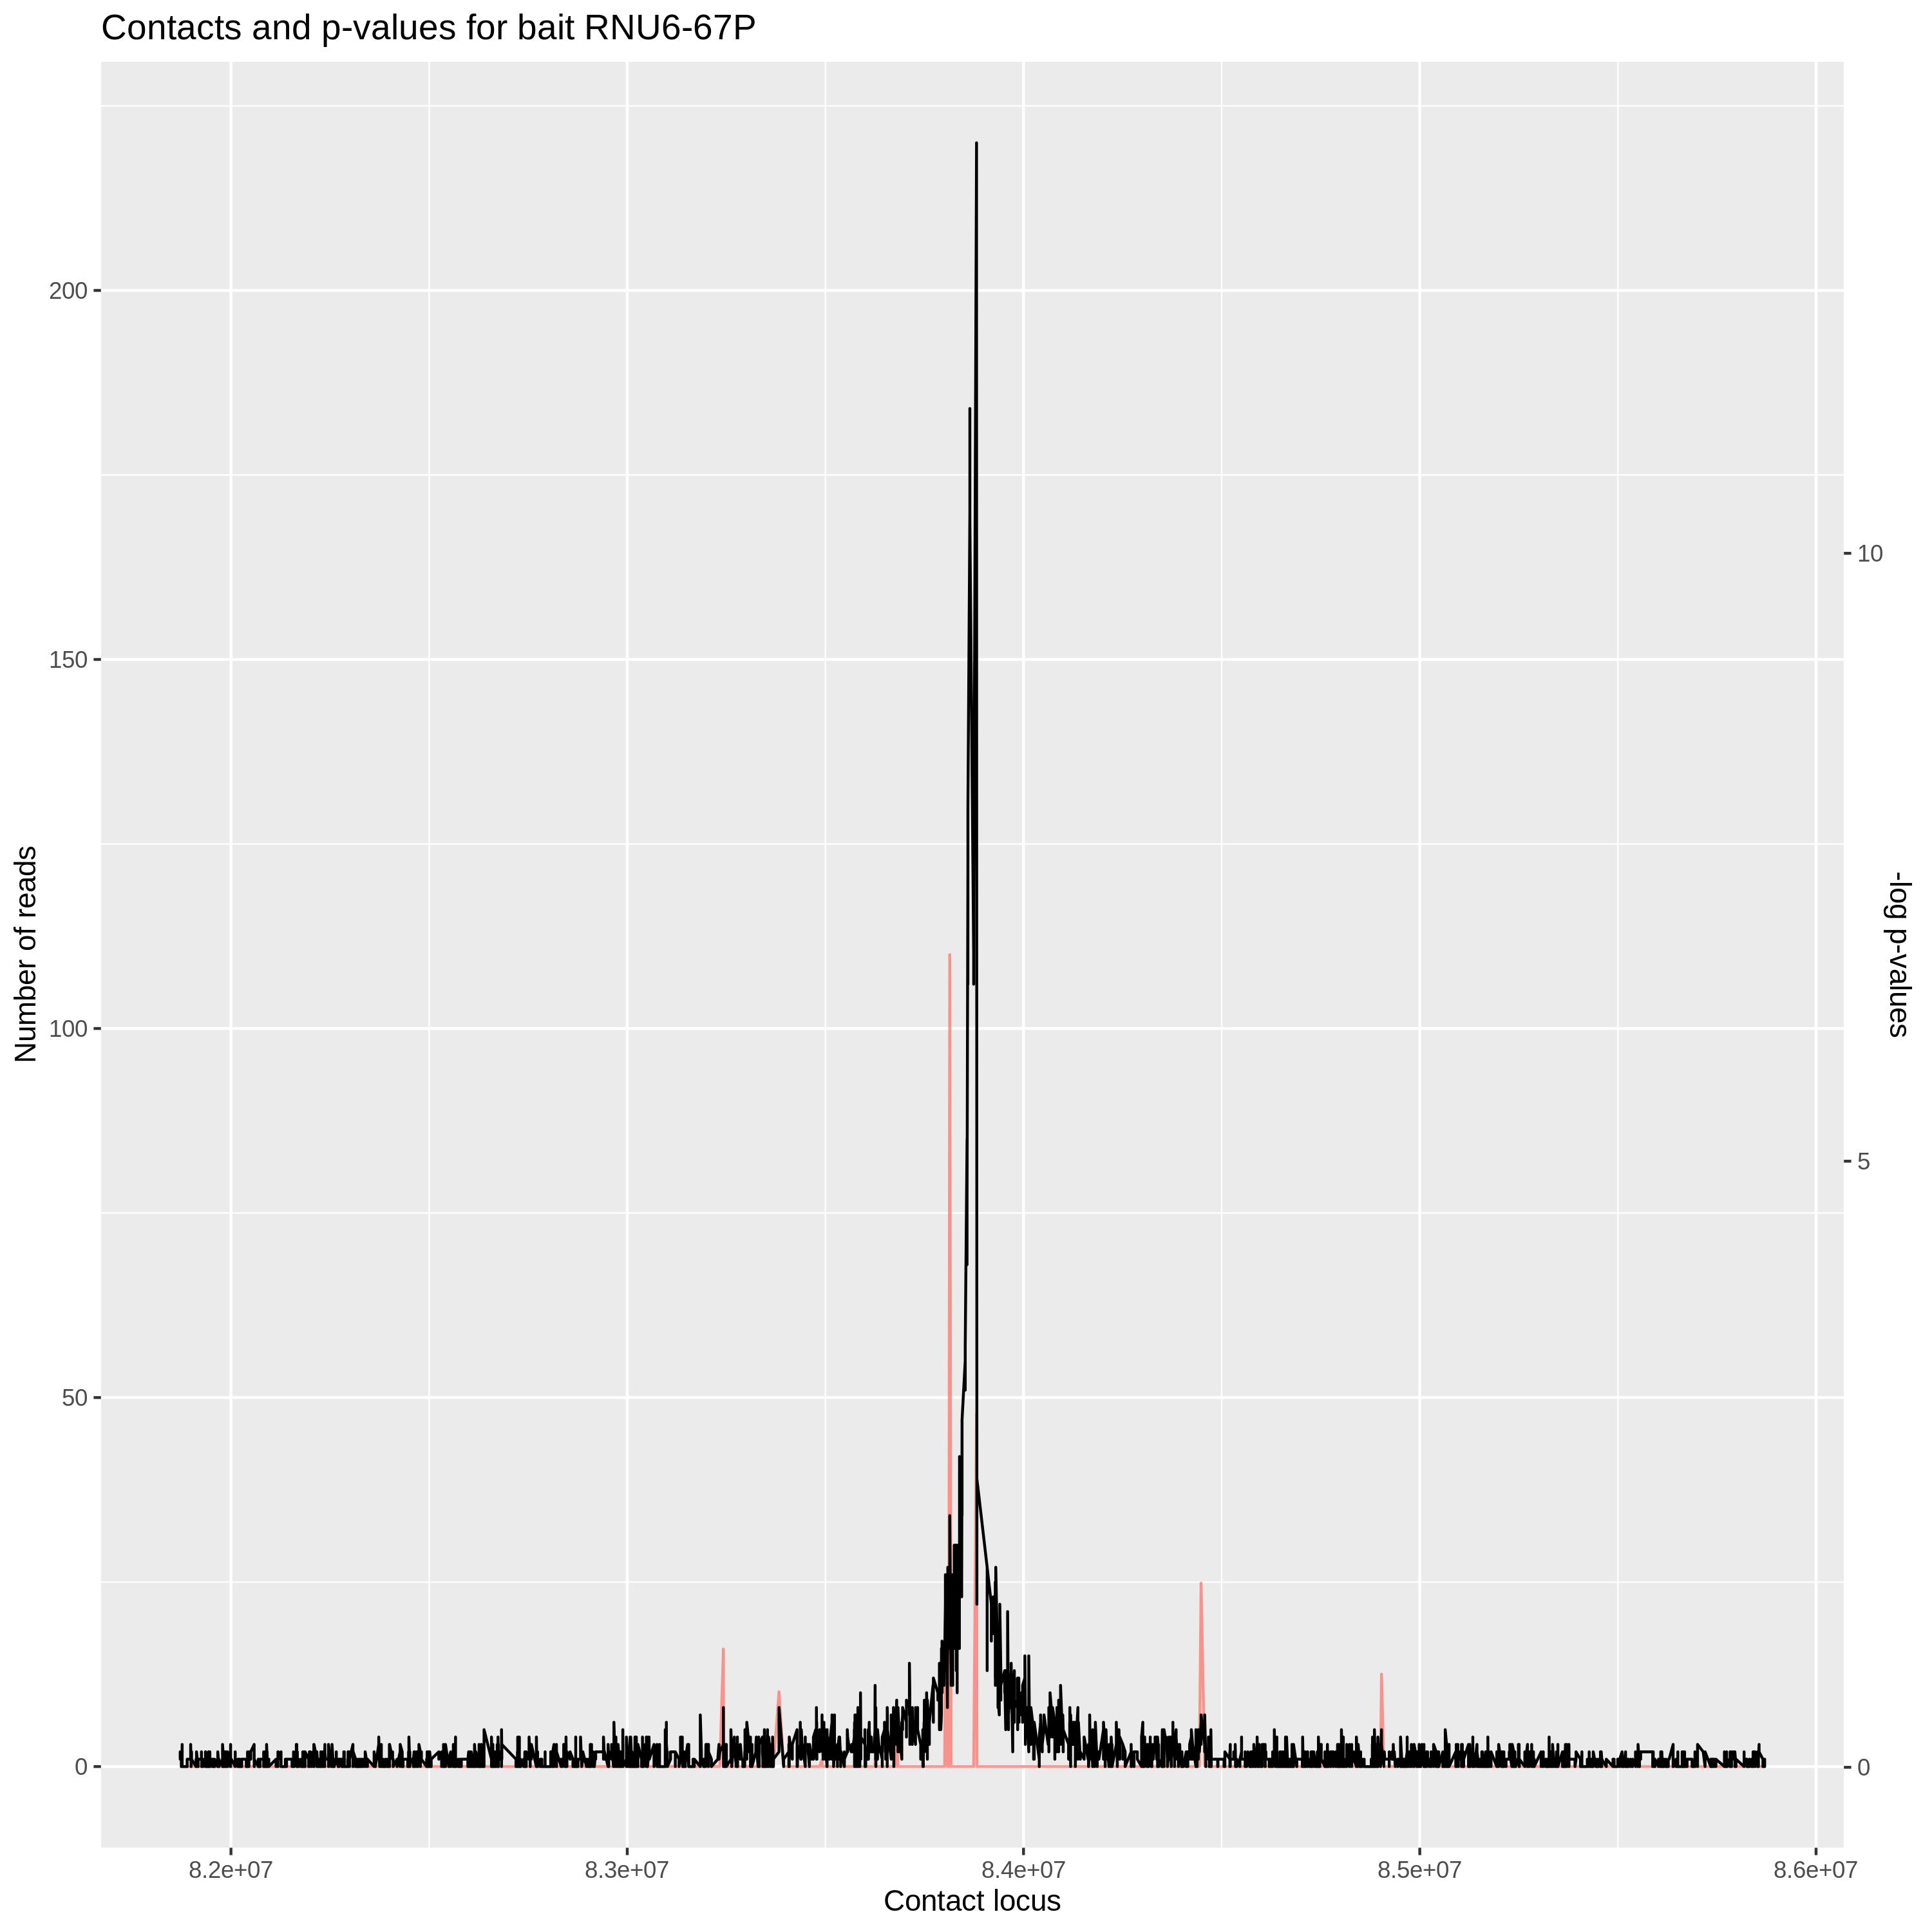 Contacts and p-values for bait RNU6-67P
200
150
100
50
0
Number of reads
10
5
0
-log p-values
8.2e+07
8.3e+07
8.4e+07
8.5e+07
8.6e+07
Contact locus